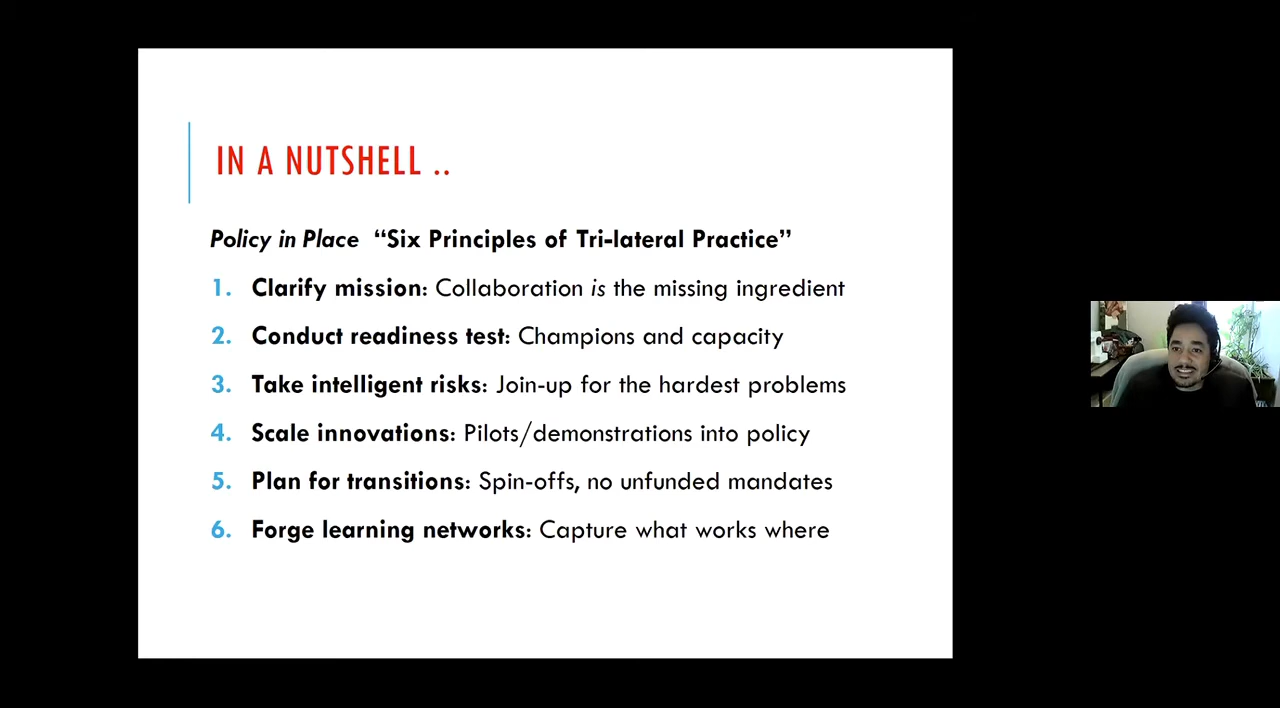 IN A NUTSHELL ..
Policy in Place “Six Principles of Tri-lateral Practice”
1. Clarify mission: Collaboration is the missing ingredient
2. Conduct readiness test: Champions and capacity
3. Take intelligent risks: Join-up for the hardest problems
4. Scale innovations: Pilots/demonstrations into policy
5. Plan for transitions: Spin-offs, no unfunded mandates
6. Forge learning networks: Capture what works where